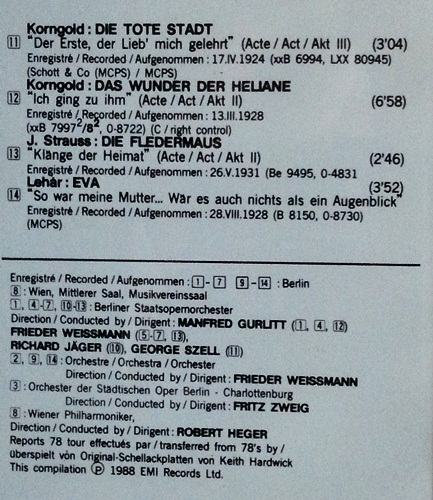 Korngold : DIE TOTE STADT
11 "Der Erste, der Lieb' mich gelehrt" (Acte / Act / Akt III) (3'04)
Enregistré / Recorded / Aufgenommen : 17.IV.1924 (xxB 6994, LXX 80945)
(Schott & Co (MCPS) / MCPS)
Korngold : DAS WUNDER DER HELIANE
12 "Ich ging zu ihm" (Acte / Act / Akt II) (6'58)
Enregistré / Recorded / Aufgenommen : 13.III.1928
(xxB 7997²/8², 0-8722) (C / right control)
J. Strauss : DIE FLEDERMAUS
13 "Klänge der Heimat" (Acte / Act / Akt II) (2'46)
Enregistré / Recorded / Aufgenommen : 26.V.1931 (Be 9495, 0-4831
Lehár : EVA (3'52)
14 "So war meine Mutter... Wär es auch nichts als ein Augenblick"
Enregistré / Recorded / Aufgenommen : 28.VIII.1928 (B 8150, 0-8730)
(MCPS)
Enregistré / Recorded / Aufgenommen : 1 - 7 9 - 14 : Berlin
8 : Wien, Mittlerer Saal, Musikvereinssaal
1, 4-7, 10-13 : Berliner Staatsopernorchester
Direction / Conducted by / Dirigent : MANFRED GURLITT (1, 4, 12)
FRIEDER WEISSMANN (5-7, 13),
RICHARD JÄGER (10), GEORGE SZELL (11)
2, 9, 14 : Orchestre / Orchestra / Orchester
Direction / Conducted by / Dirigent : FRIEDER WEISSMANN
3 : Orchester der Städtischen Oper Berlin - Charlottenburg
Direction / Conducted by / Dirigent : FRITZ ZWEIG
8 : Wiener Philharmoniker,
Direction / Conducted by / Dirigent : ROBERT HEGER
Reports 78 tour effectués par / transferred from 78's by /
überspielt von Original-Schellackplatten von Keith Hardwick
This compilation Ⓟ 1988 EMI Records Ltd.